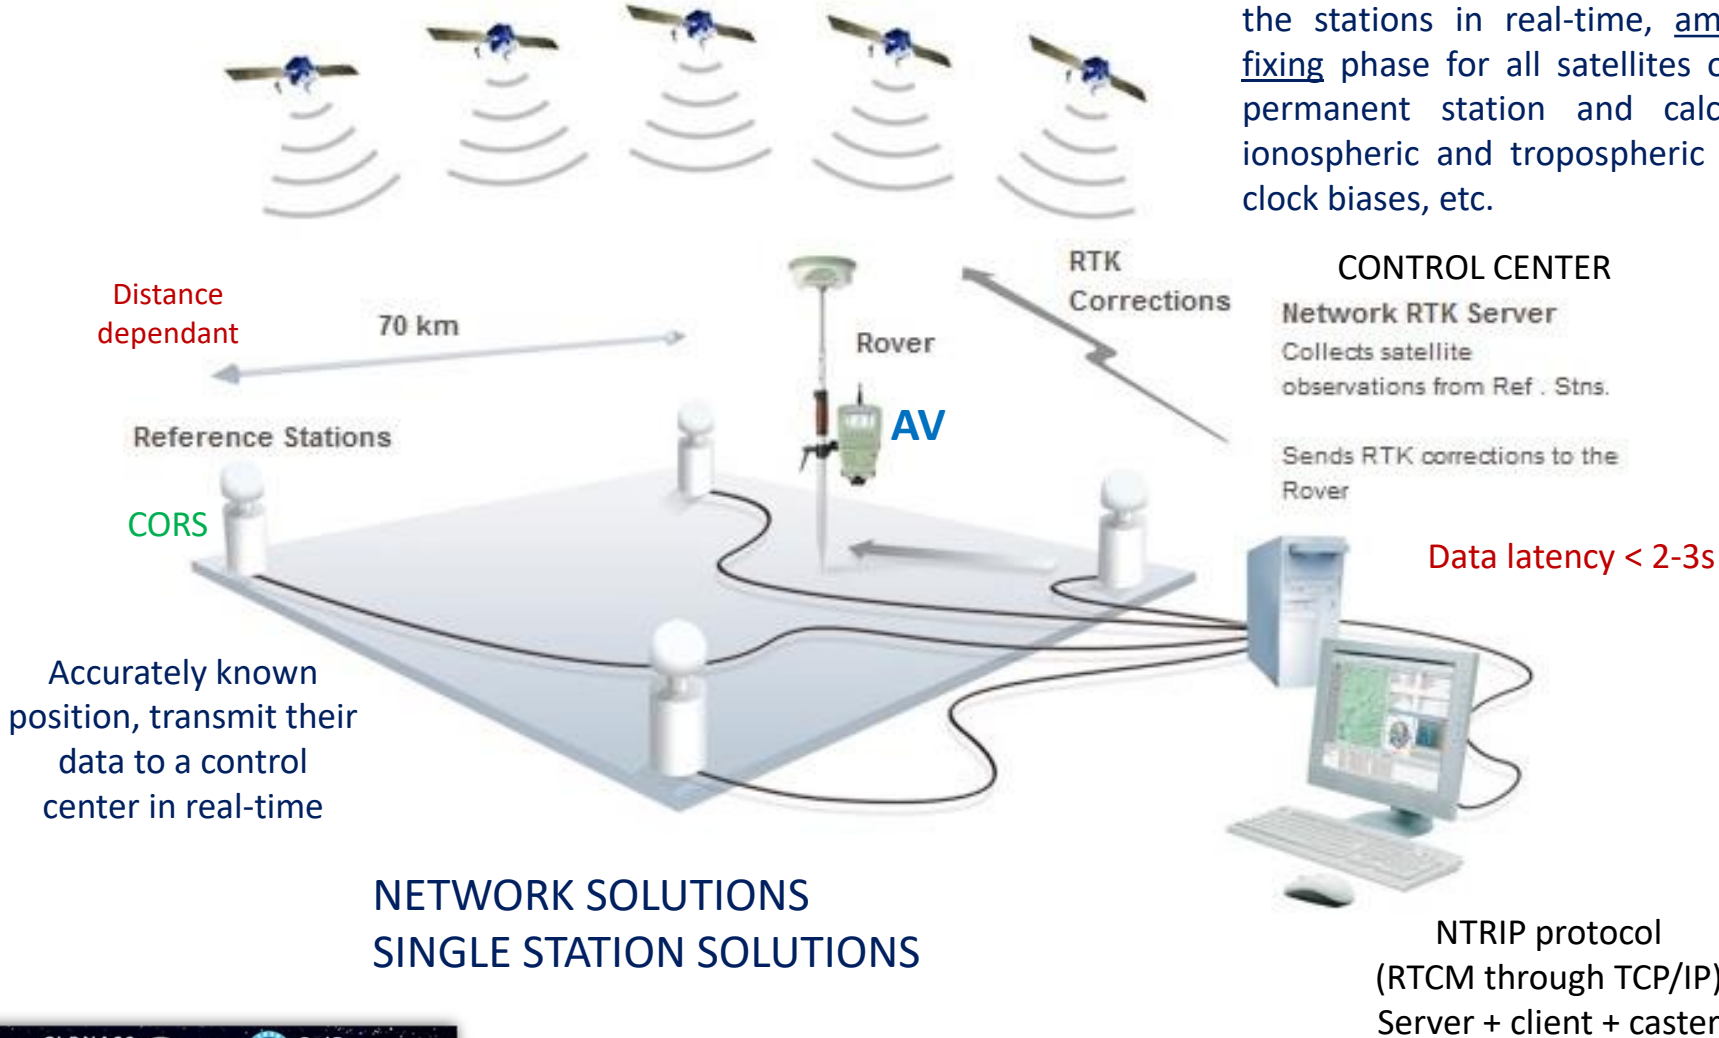 the stations in real-time,
fixing phase for all satellites
permanent station and
ionospheric and tropospheric
clock biases, etc.
CONTROL CENTER
Network RTK Server
Collects satellite
observations from Ref . Stns.
Sends RTK corrections to the
Rover
RTK
Corrections
Distance
dependant
70 km
Rover
AV
Reference Stations
CORS
Data latency < 2-3s
Accurately known
position, transmit their
data to a control
center in real-time
NETWORK SOLUTIONS
SINGLE STATION SOLUTIONS
NTRIP protocol
(RTCM through TCP/IP)
Server + client + caster